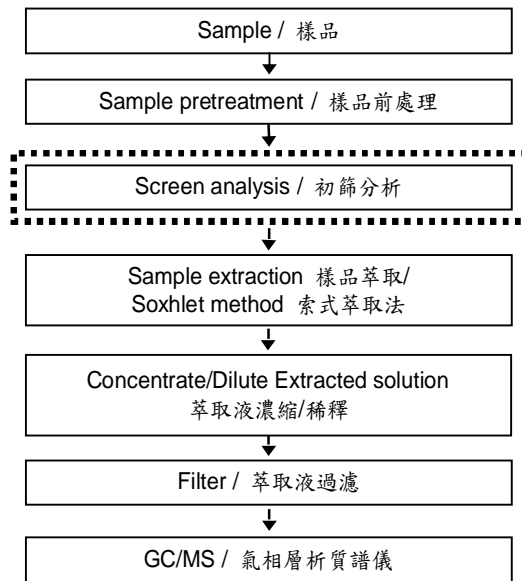 Sample / 樣品
Sample pretreatment / 樣品前處理
Screen analysis / 初篩分析
Sample extraction 樣品萃取/
Soxhlet method 索式萃取法
Concentrate/Dilute Extracted solution
萃取液濃縮/稀釋
Filter / 萃取液過濾
GC/MS / 氣相層析質譜儀